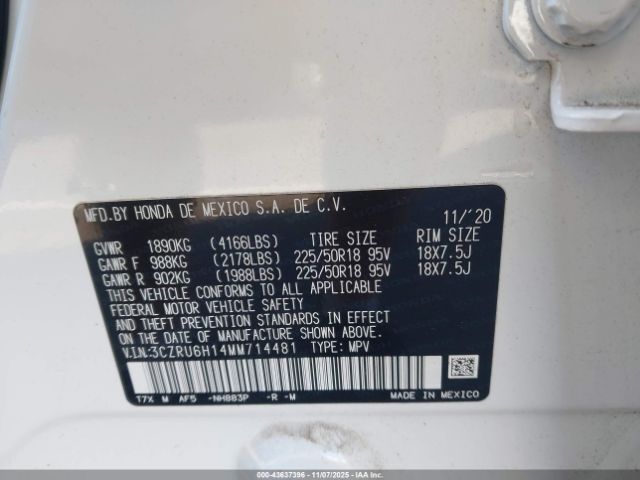 MFD.BY HONDA DE MEXICO S.A. DE C.V. 11/'20
GVWR 1890KG (4166LBS) TIRE SIZE RIM SIZE
GAWR F 988KG (2178LBS) 225/50R18 95V 18X7.5J
GAWR R 902KG (1988LBS) 225/50R18 95V 18X7.5J
THIS VEHICLE CONFORMS TO ALL APPLICABLE
FEDERAL MOTOR VEHICLE SAFETY
AND THEFT PREVENTION STANDARDS IN EFFECT
ON THE DATE OF MANUFACTURE SHOWN ABOVE.
V.I.N.:3CZRU6H14MM714481 TYPE: MPV
T7X M AF5 -NH883P -R -M
MADE IN MEXICO
© 00-43637396 - 11/07/2025 - IAAI.COM